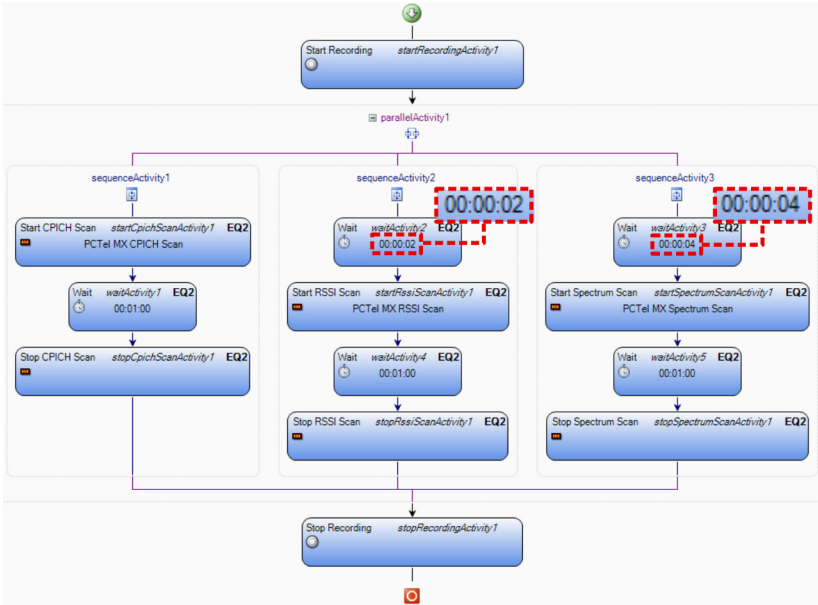 Start Recording startRecordingActivity1
parallelActivity1
sequenceActivity1
Start CPICH Scan startCpichScanActivity1 EQ2
PCTel MX CPICH Scan
Wait waitActivity1 EQ2
00:01:00
Stop CPICH Scan stopCpichScanActivity1 EQ2
sequenceActivity2
00:00:02
Wait waitActivity2 EQ2
00:00:02
Start RSSI Scan startRssiScanActivity1 EQ2
PCTel MX RSSI Scan
Wait waitActivity4 EQ2
00:01:00
Stop RSSI Scan stopRssiScanActivity1 EQ2
sequenceActivity3
00:00:04
Wait waitActivity3 EQ2
00:00:04
Start Spectrum Scan startSpectrumScanActivity1 EQ2
PCTel MX Spectrum Scan
Wait waitActivity5 EQ2
00:01:00
Stop Spectrum Scan stopSpectrumScanActivity1 EQ2
Stop Recording stopRecordingActivity1